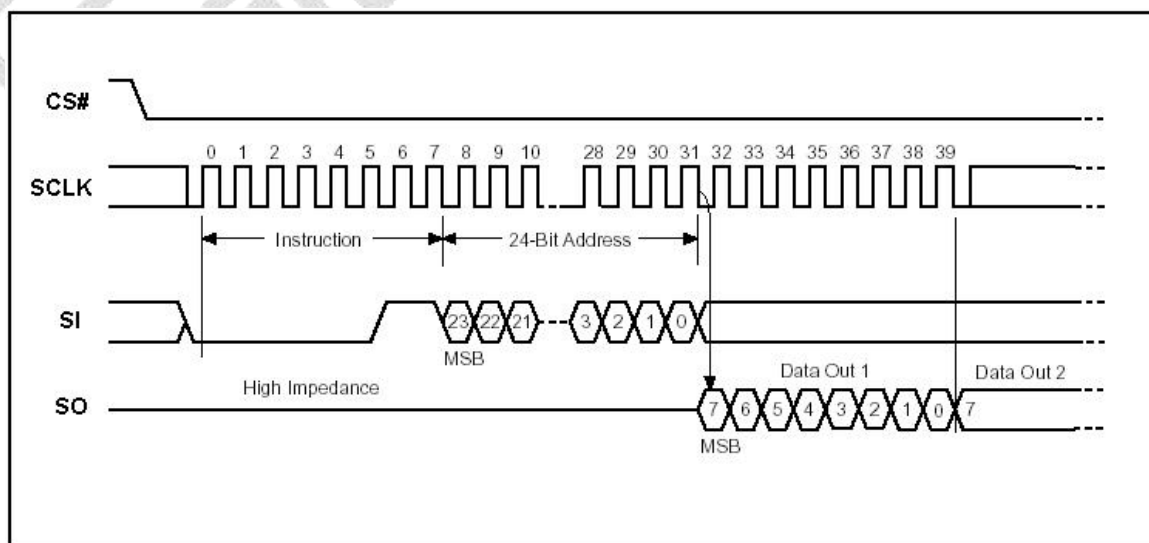 CS#
0 1 2 3 4 5 6 7 8 9 10 28 29 30 31 32 33 34 35 36 37 38 39
SCLK
Instruction 24-Bit Address
SI
23 22 21 3 2 1 0
MSB
High Impedance Data Out 1 Data Out 2
SO
7 6 5 4 3 2 1 0 7
MSB